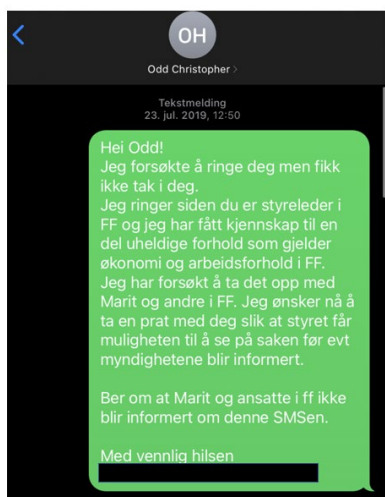 OH
Odd Christopher
Tekstmelding
23. jul. 2019, 12:50
Hei Odd!
Jeg forsøkte å ringe deg men fikk
ikke tak i deg.
Jeg ringer siden du er styreleder i
FF og jeg har fått kjennskap til en
del uheldige forhold som gjelder
økonomi og arbeidsforhold i FF.
Jeg har forsøkt å ta det opp med
Marit og andre i FF. Jeg ønsker nå å
ta en prat med deg slik at styret får
muligheten til å se på saken før evt
myndighetene blir informert.
Ber om at Marit og ansatte i ff ikke
blir informert om denne SMSen.
Med vennlig hilsen